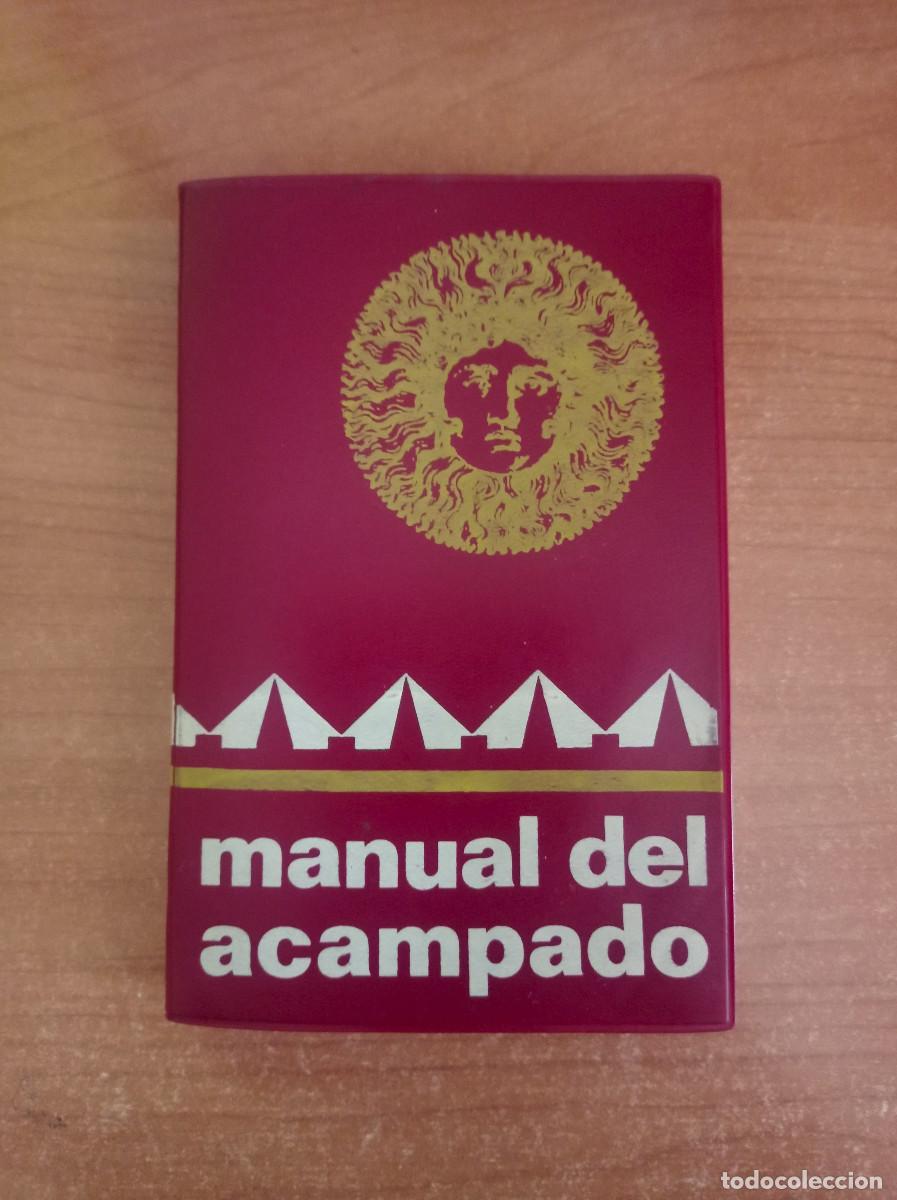 manual del
acampado
todocoleccion